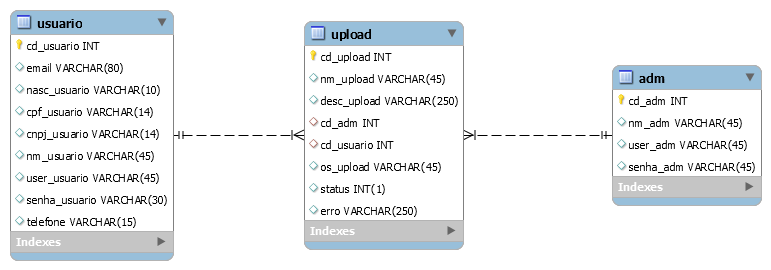 usuario
cd_usuario INT
email VARCHAR(80)
nasc_usuario VARCHAR(10)
cpf_usuario VARCHAR(14)
cnpj_usuario VARCHAR(14)
nm_usuario VARCHAR(45)
user_usuario VARCHAR(45)
senha_usuario VARCHAR(30)
telefone VARCHAR(15)
Indexes
upload
cd_upload INT
nm_upload VARCHAR(45)
desc_upload VARCHAR(250)
cd_adm INT
cd_usuario INT
os_upload VARCHAR(45)
status INT(1)
erro VARCHAR(250)
Indexes
adm
cd_adm INT
nm_adm VARCHAR(45)
user_adm VARCHAR(45)
senha_adm VARCHAR(45)
Indexes